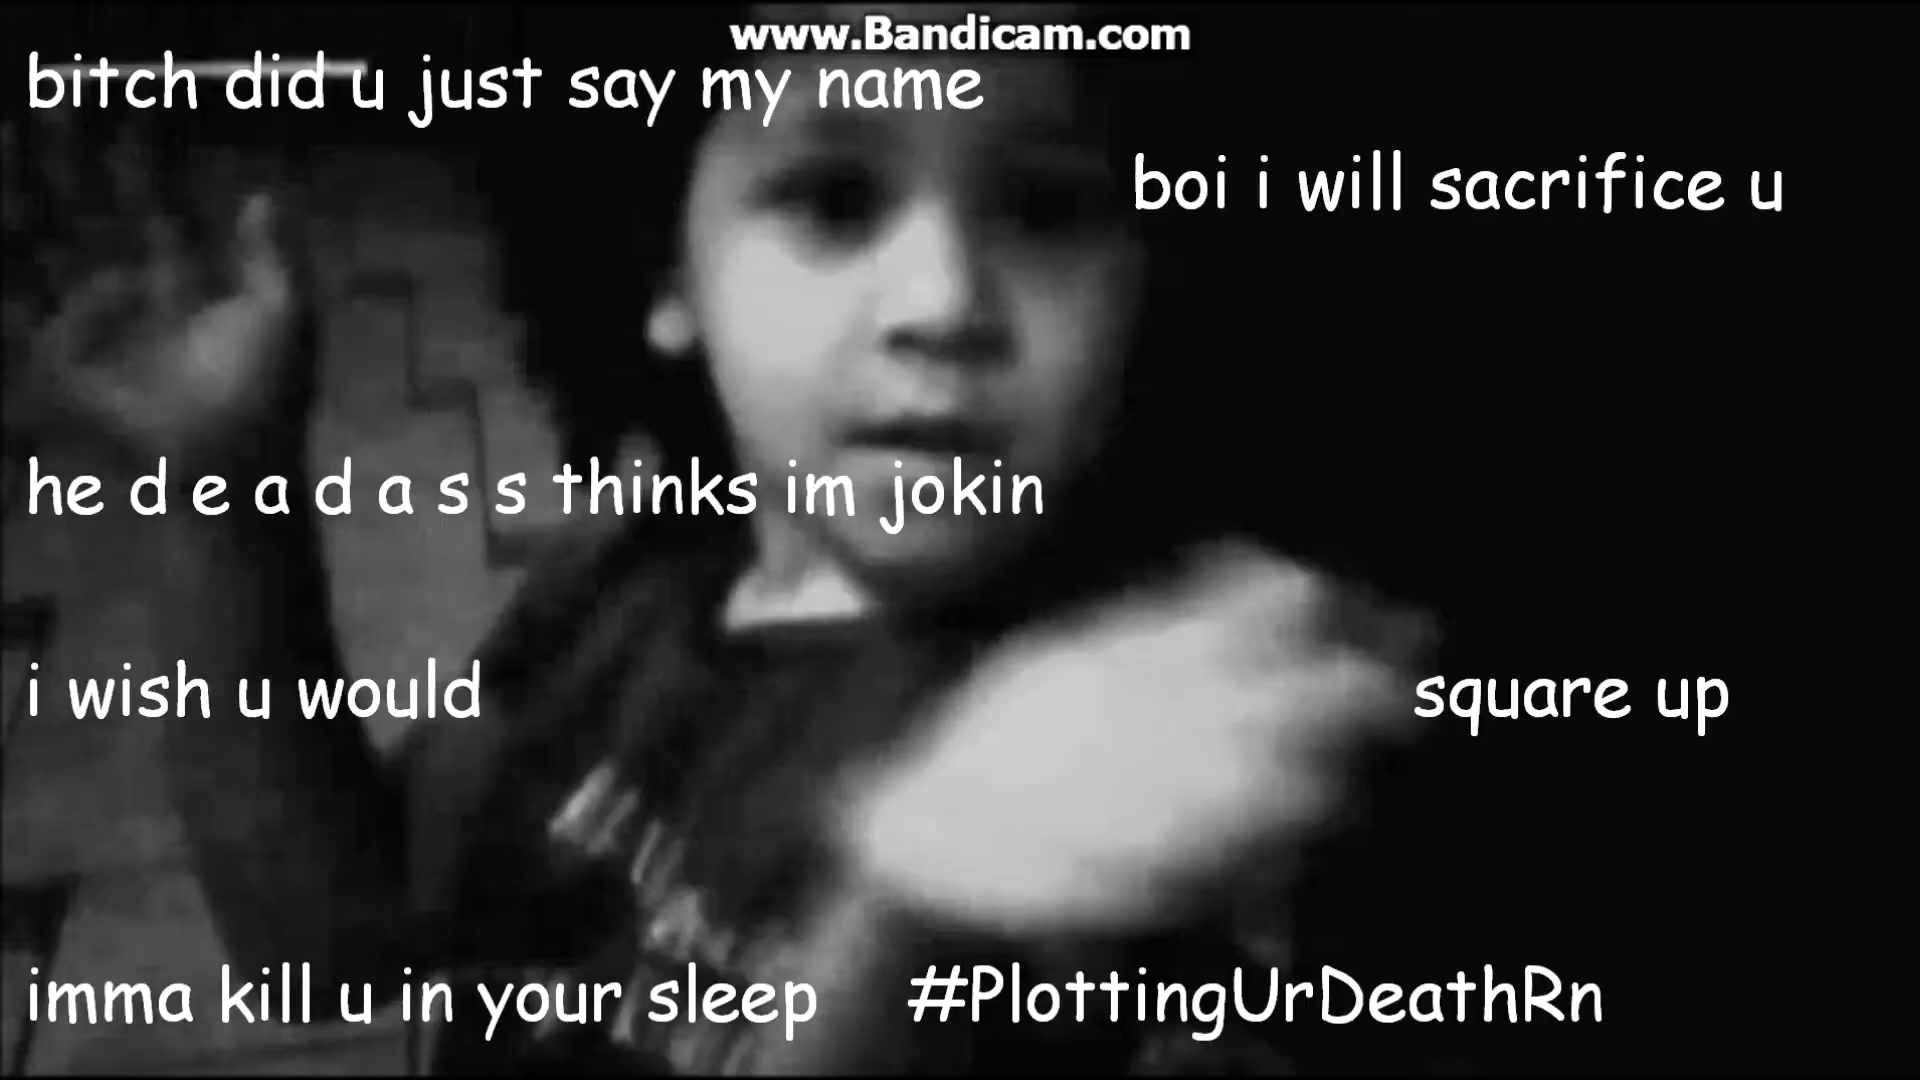 www.Bandicam.com
bitch did u just say my name
boi i will sacrifice u
he d e a d a s s thinks im jokin
i wish u would
square up
imma kill u in your sleep
#PlottingUrDeathRn